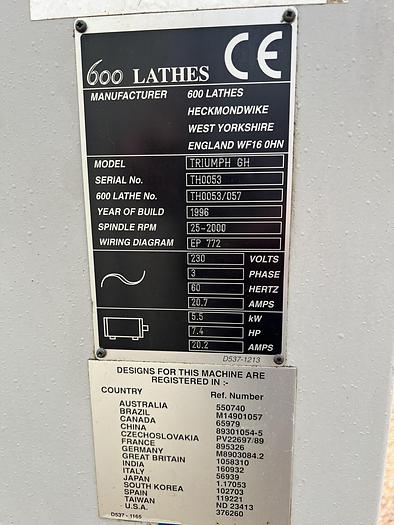 600 LATHES CE
MANUFACTURER 600 LATHES
HECKMONDWIKE
WEST YORKSHIRE
ENGLAND WF16 0HN
MODEL TRIUMPH GH
SERIAL No. TH0053
600 LATHE No. TH0053/057
YEAR OF BUILD 1996
SPINDLE RPM 25-2000
WIRING DIAGRAM EP 772
230 VOLTS
3 PHASE
60 HERTZ
20.7 AMPS
5.5 kW
7.4 HP
20.2 AMPS
D537-1213
DESIGNS FOR THIS MACHINE ARE
REGISTERED IN :-
COUNTRY Ref. Number
AUSTRALIA 550740
BRAZIL M14901057
CANADA 65979
CHINA 89301054-5
CZECHOSLOVAKIA PV22697/89
FRANCE 895326
GERMANY M8903084.2
GREAT BRITAIN 1058310
INDIA 160932
ITALY 56939
JAPAN 1.17053
SOUTH KOREA 102703
SPAIN 119221
TAIWAN ND 23413
U.S.A. 376260
D537 - 1165